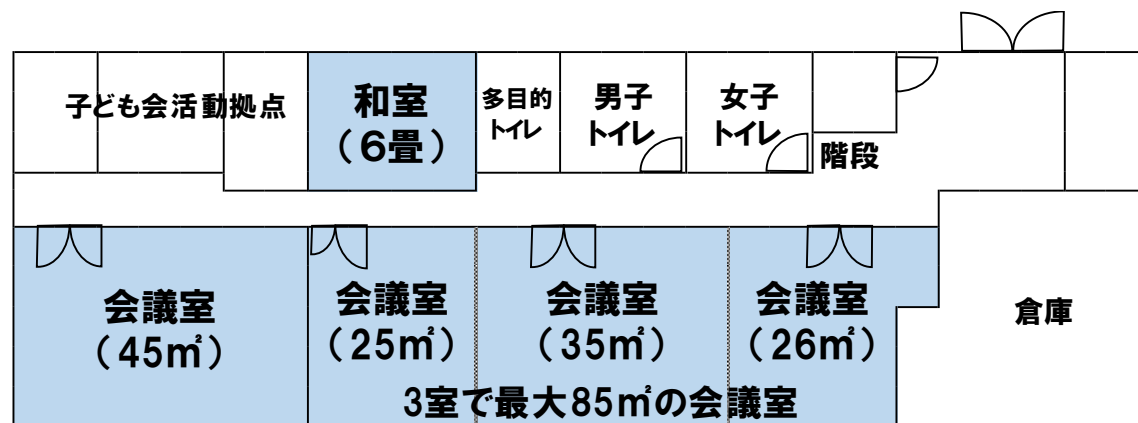 子ども会活動拠点
和室
（6畳）
多目的
トイレ
男子
トイレ
女子
トイレ
階段
会議室
（45㎡）
会議室
（25㎡）
会議室
（35㎡）
会議室
（26㎡）
3室で最大85㎡の会議室
倉庫